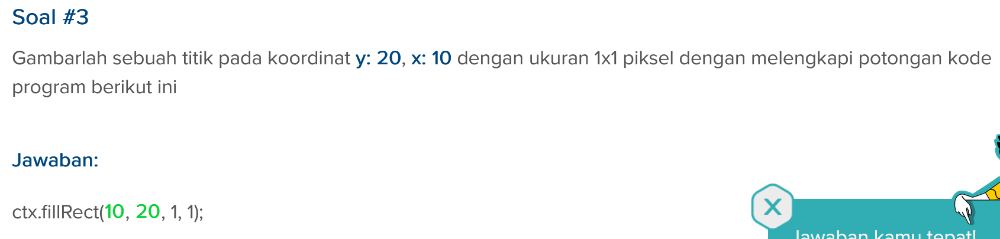 Soal #3
Gambarlah sebuah titik pada koordinat y: 20, x: 10 dengan ukuran 1x1 piksel dengan melengkapi potongan kode
program berikut ini
Jawaban:
ctx.fillRect(10, 20, 1, 1);
X
Jawaban kamu tepat!